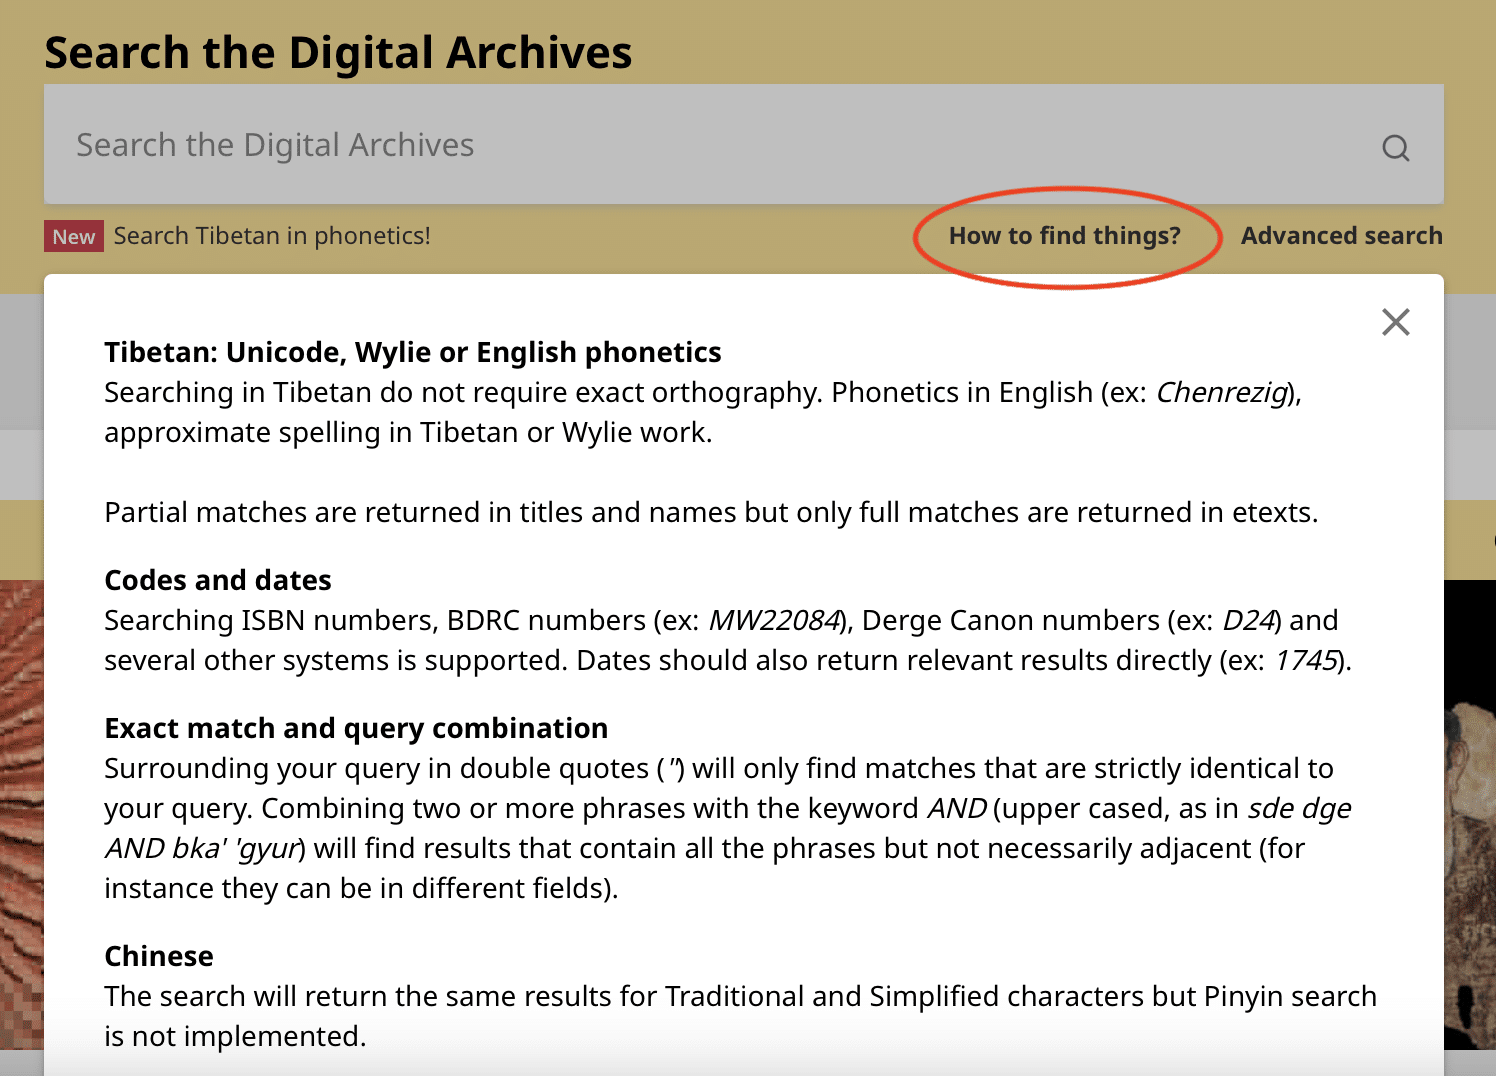 Search the Digital Archives
Search the Digital Archives
New Search Tibetan in phonetics! How to find things? Advanced search
Tibetan: Unicode, Wylie or English phonetics
Searching in Tibetan do not require exact orthography. Phonetics in English (ex: Chenrezig),
approximate spelling in Tibetan or Wylie work.
Partial matches are returned in titles and names but only full matches are returned in etexts.
Codes and dates
Searching ISBN numbers, BDRC numbers (ex: MW22084), Derge Canon numbers (ex: D24) and
several other systems is supported. Dates should also return relevant results directly (ex: 1745).
Exact match and query combination
Surrounding your query in double quotes (") will only find matches that are strictly identical to
your query. Combining two or more phrases with the keyword AND (upper cased, as in sde dge
AND bka' 'gyur) will find results that contain all the phrases but not necessarily adjacent (for
instance they can be in different fields).
Chinese
The search will return the same results for Traditional and Simplified characters but Pinyin search
is not implemented.